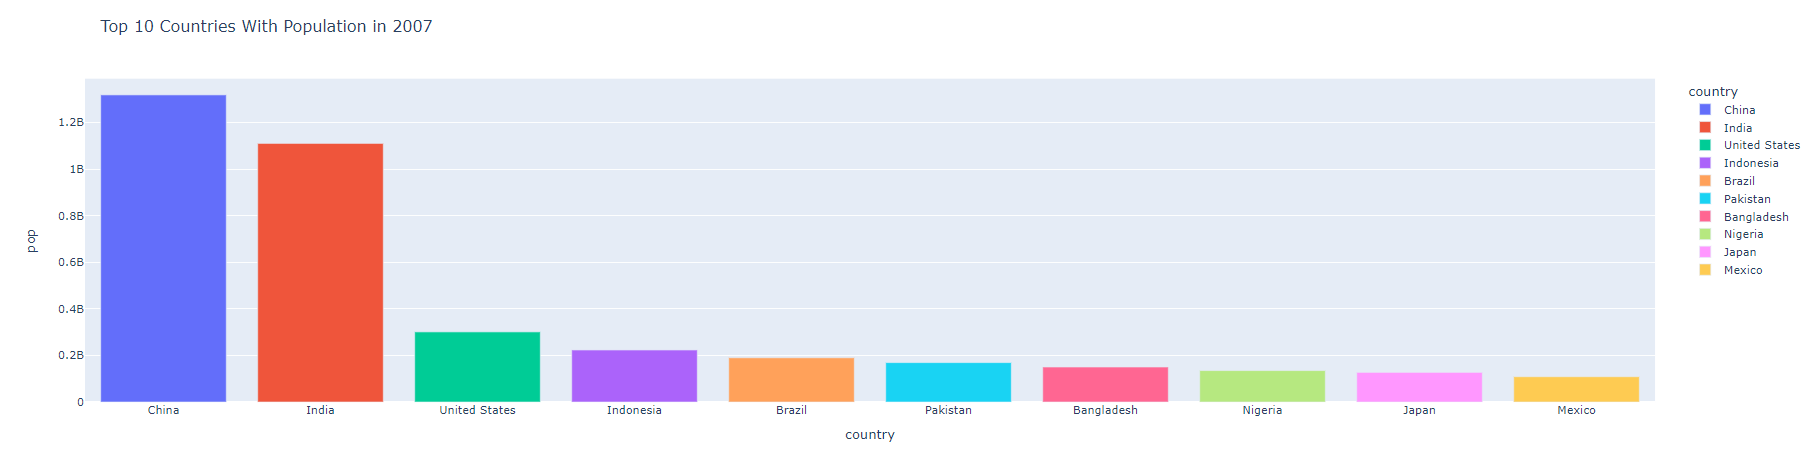 Top 10 Countries With Population in 2007
pop
1.2B
1B
0.8B
0.6B
0.4B
0.2B
0
China
India
United States
Indonesia
Brazil
Pakistan
Bangladesh
Nigeria
Japan
Mexico
country
country
China
India
United States
Indonesia
Brazil
Pakistan
Bangladesh
Nigeria
Japan
Mexico